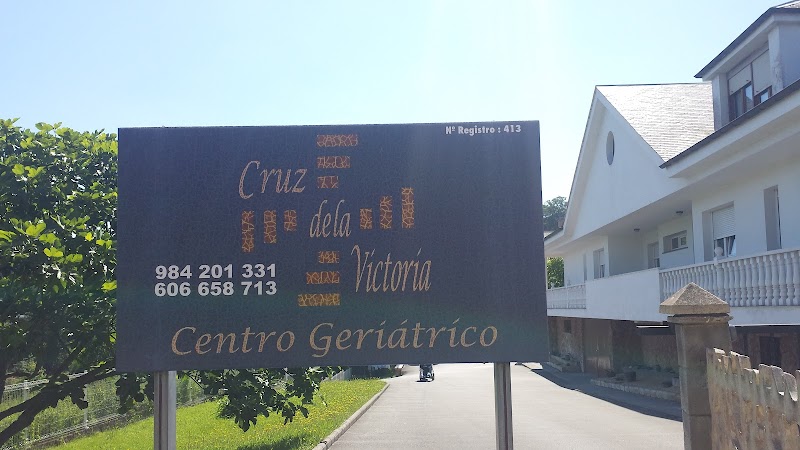 Nº Registro : 413
Cruz
de la
Victoria
984 201 331
606 658 713
Centro Geriátrico